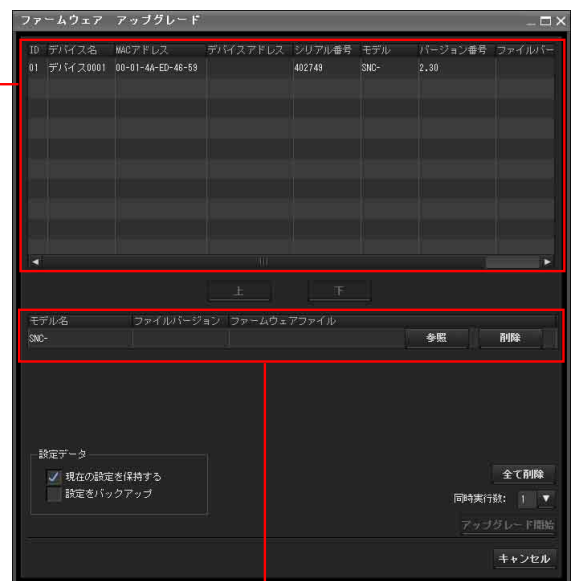 ファームウェア アップグレード
ID デバイス名 MACアドレス デバイスアドレス シリアル番号 モデル バージョン番号 ファイルバー
01 デバイス0001 00-01-4A-ED-46-59 402749 SNC- 2.30
上 下
モデル名 ファイルバージョン ファームウェアファイル
SNC- 参照 削除
設定データ
現在の設定を保持する
設定をバックアップ
全て削除
同時実行数: 1
アップグレード開始
キャンセル